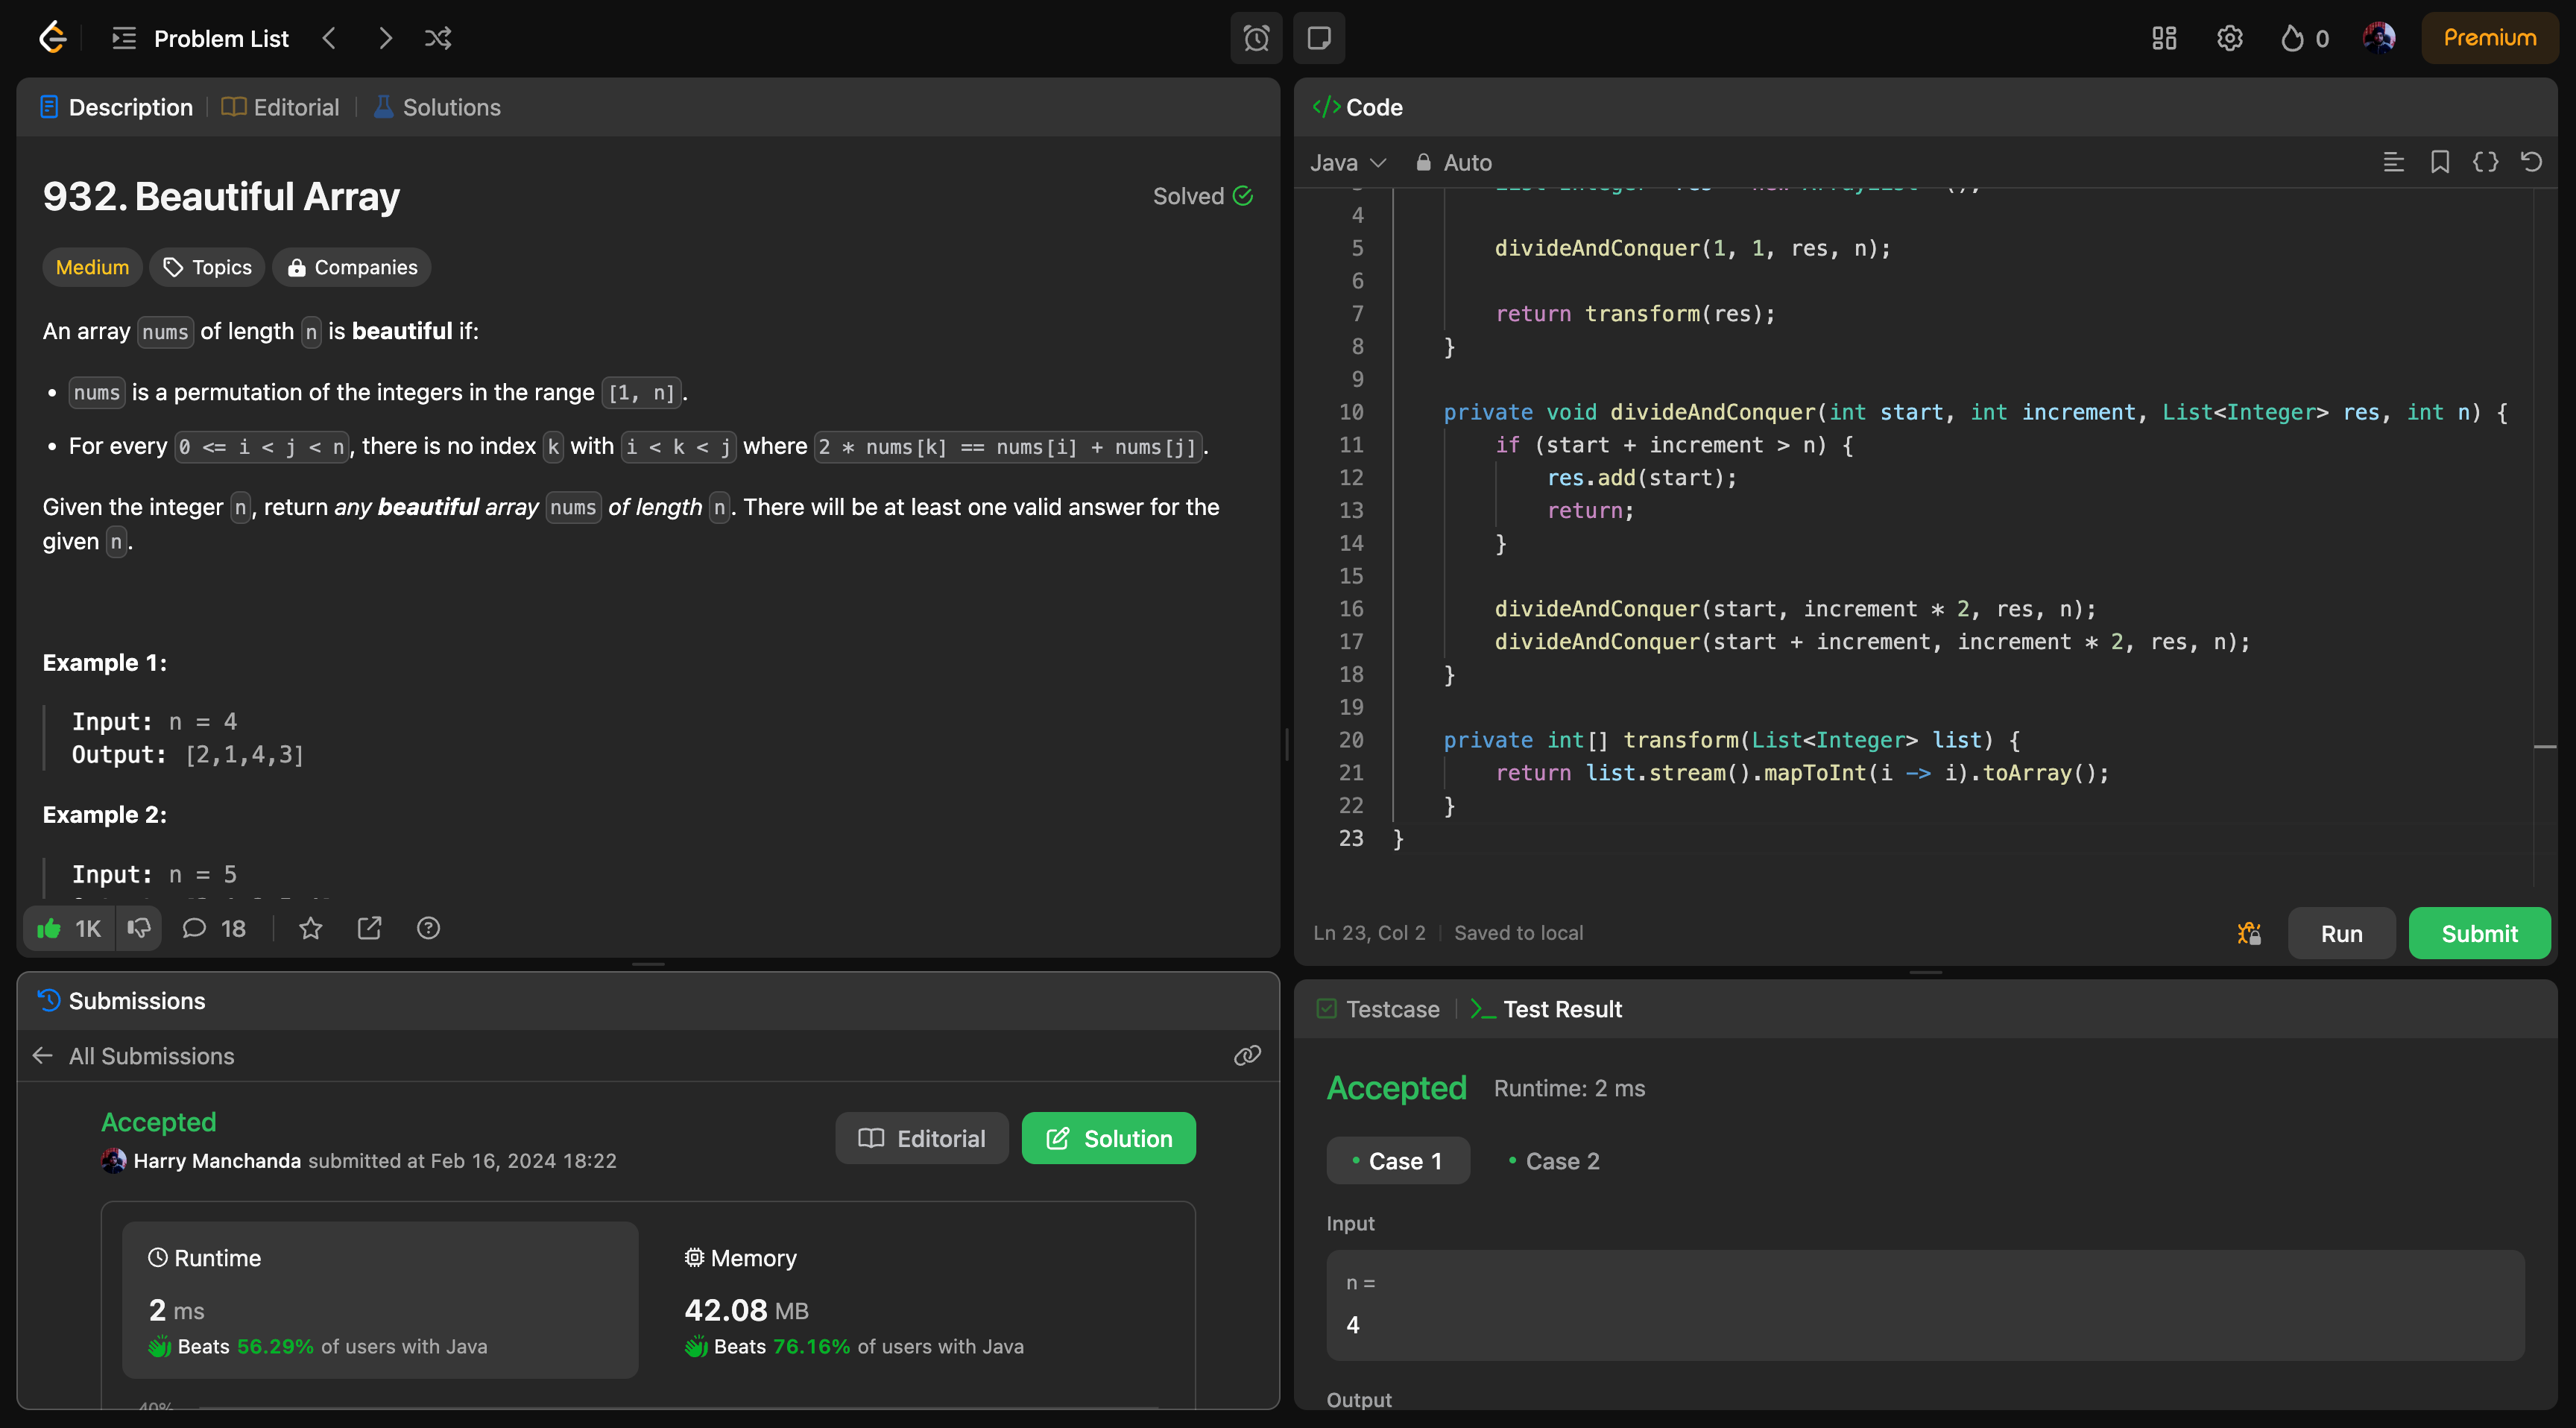 Problem List
0
Premium
Description
Editorial
Solutions
932. Beautiful Array
Solved
Medium
Topics
Companies
An array nums of length n is beautiful if:
• nums is a permutation of the integers in the range [1, n].
• For every 0 <= i < j < n, there is no index k with i < k < j where 2 * nums[k] == nums[i] + nums[j].
Given the integer n, return any beautiful array nums of length n. There will be at least one valid answer for the
given n.
Example 1:
Input: n = 4
Output: [2,1,4,3]
Example 2:
Input: n = 5
1K
18
Submissions
All Submissions
Accepted
Editorial
Solution
Harry Manchanda submitted at Feb 16, 2024 18:22
Runtime
2 ms
Beats 56.29% of users with Java
Memory
42.08 MB
Beats 76.16% of users with Java
40%
</> Code
Java
Auto
4
5 divideAndConquer(1, 1, res, n);
6
7 return transform(res);
8 }
9
10 private void divideAndConquer(int start, int increment, List<Integer> res, int n) {
11 if (start + increment > n) {
12 res.add(start);
13 return;
14 }
15
16 divideAndConquer(start, increment * 2, res, n);
17 divideAndConquer(start + increment, increment * 2, res, n);
18 }
19
20 private int[] transform(List<Integer> list) {
21 return list.stream().mapToInt(i -> i).toArray();
22 }
23 }
Ln 23, Col 2
Saved to local
Run
Submit
Testcase
Test Result
Accepted
Runtime: 2 ms
• Case 1
• Case 2
Input
n =
4
Output